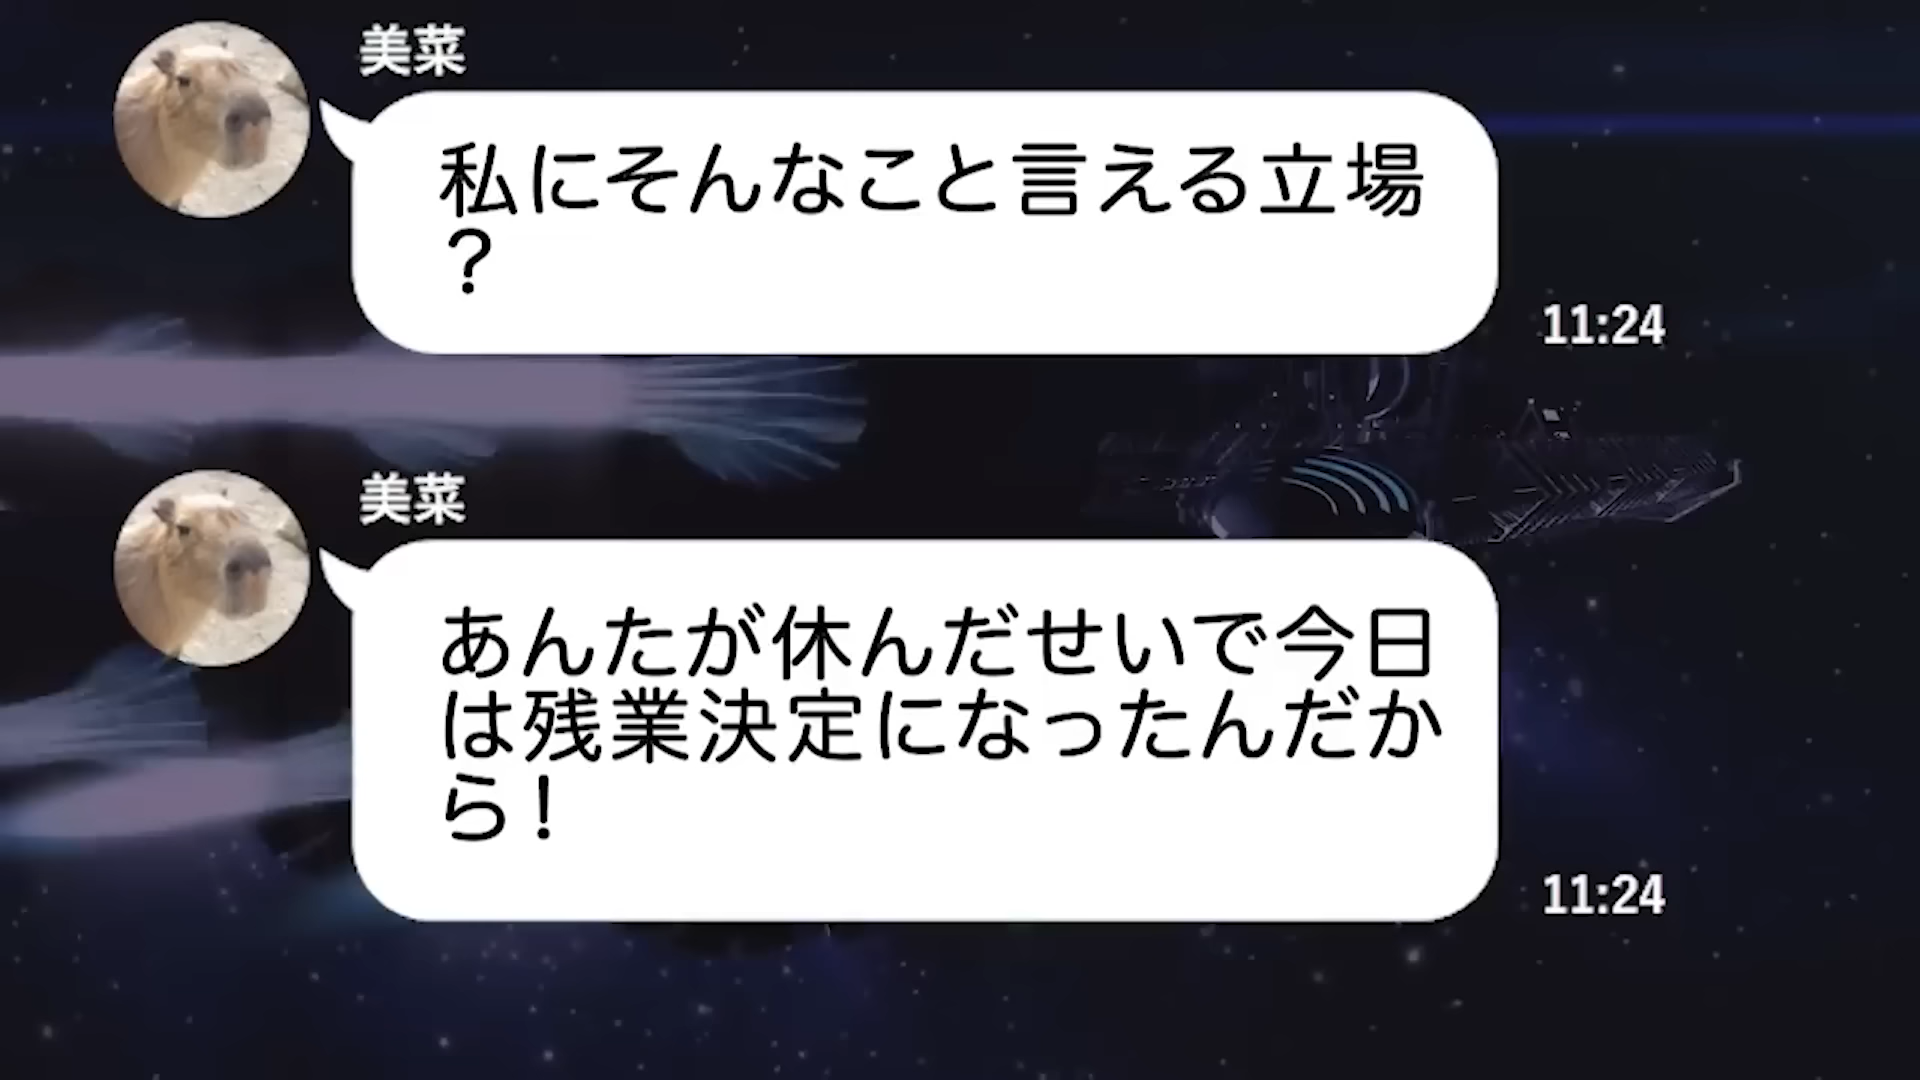 美菜
私にそんなこと言える立場
?
11:24
美菜
あんたが休んだせいで今日
は残業決定になったんだか
ら!
11:24